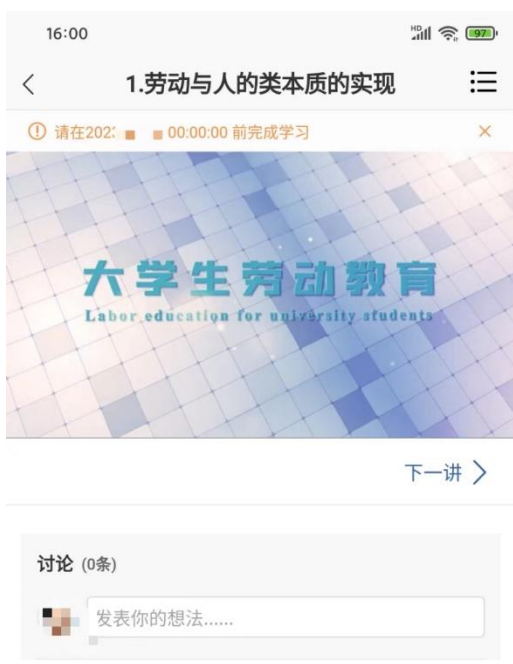 16:00
HD
97
1.劳动与人的类本质的实现
请在202 00:00:00 前完成学习
大学生劳动教育
Labor education for university students
下一讲
讨论 (0条)
发表你的想法......